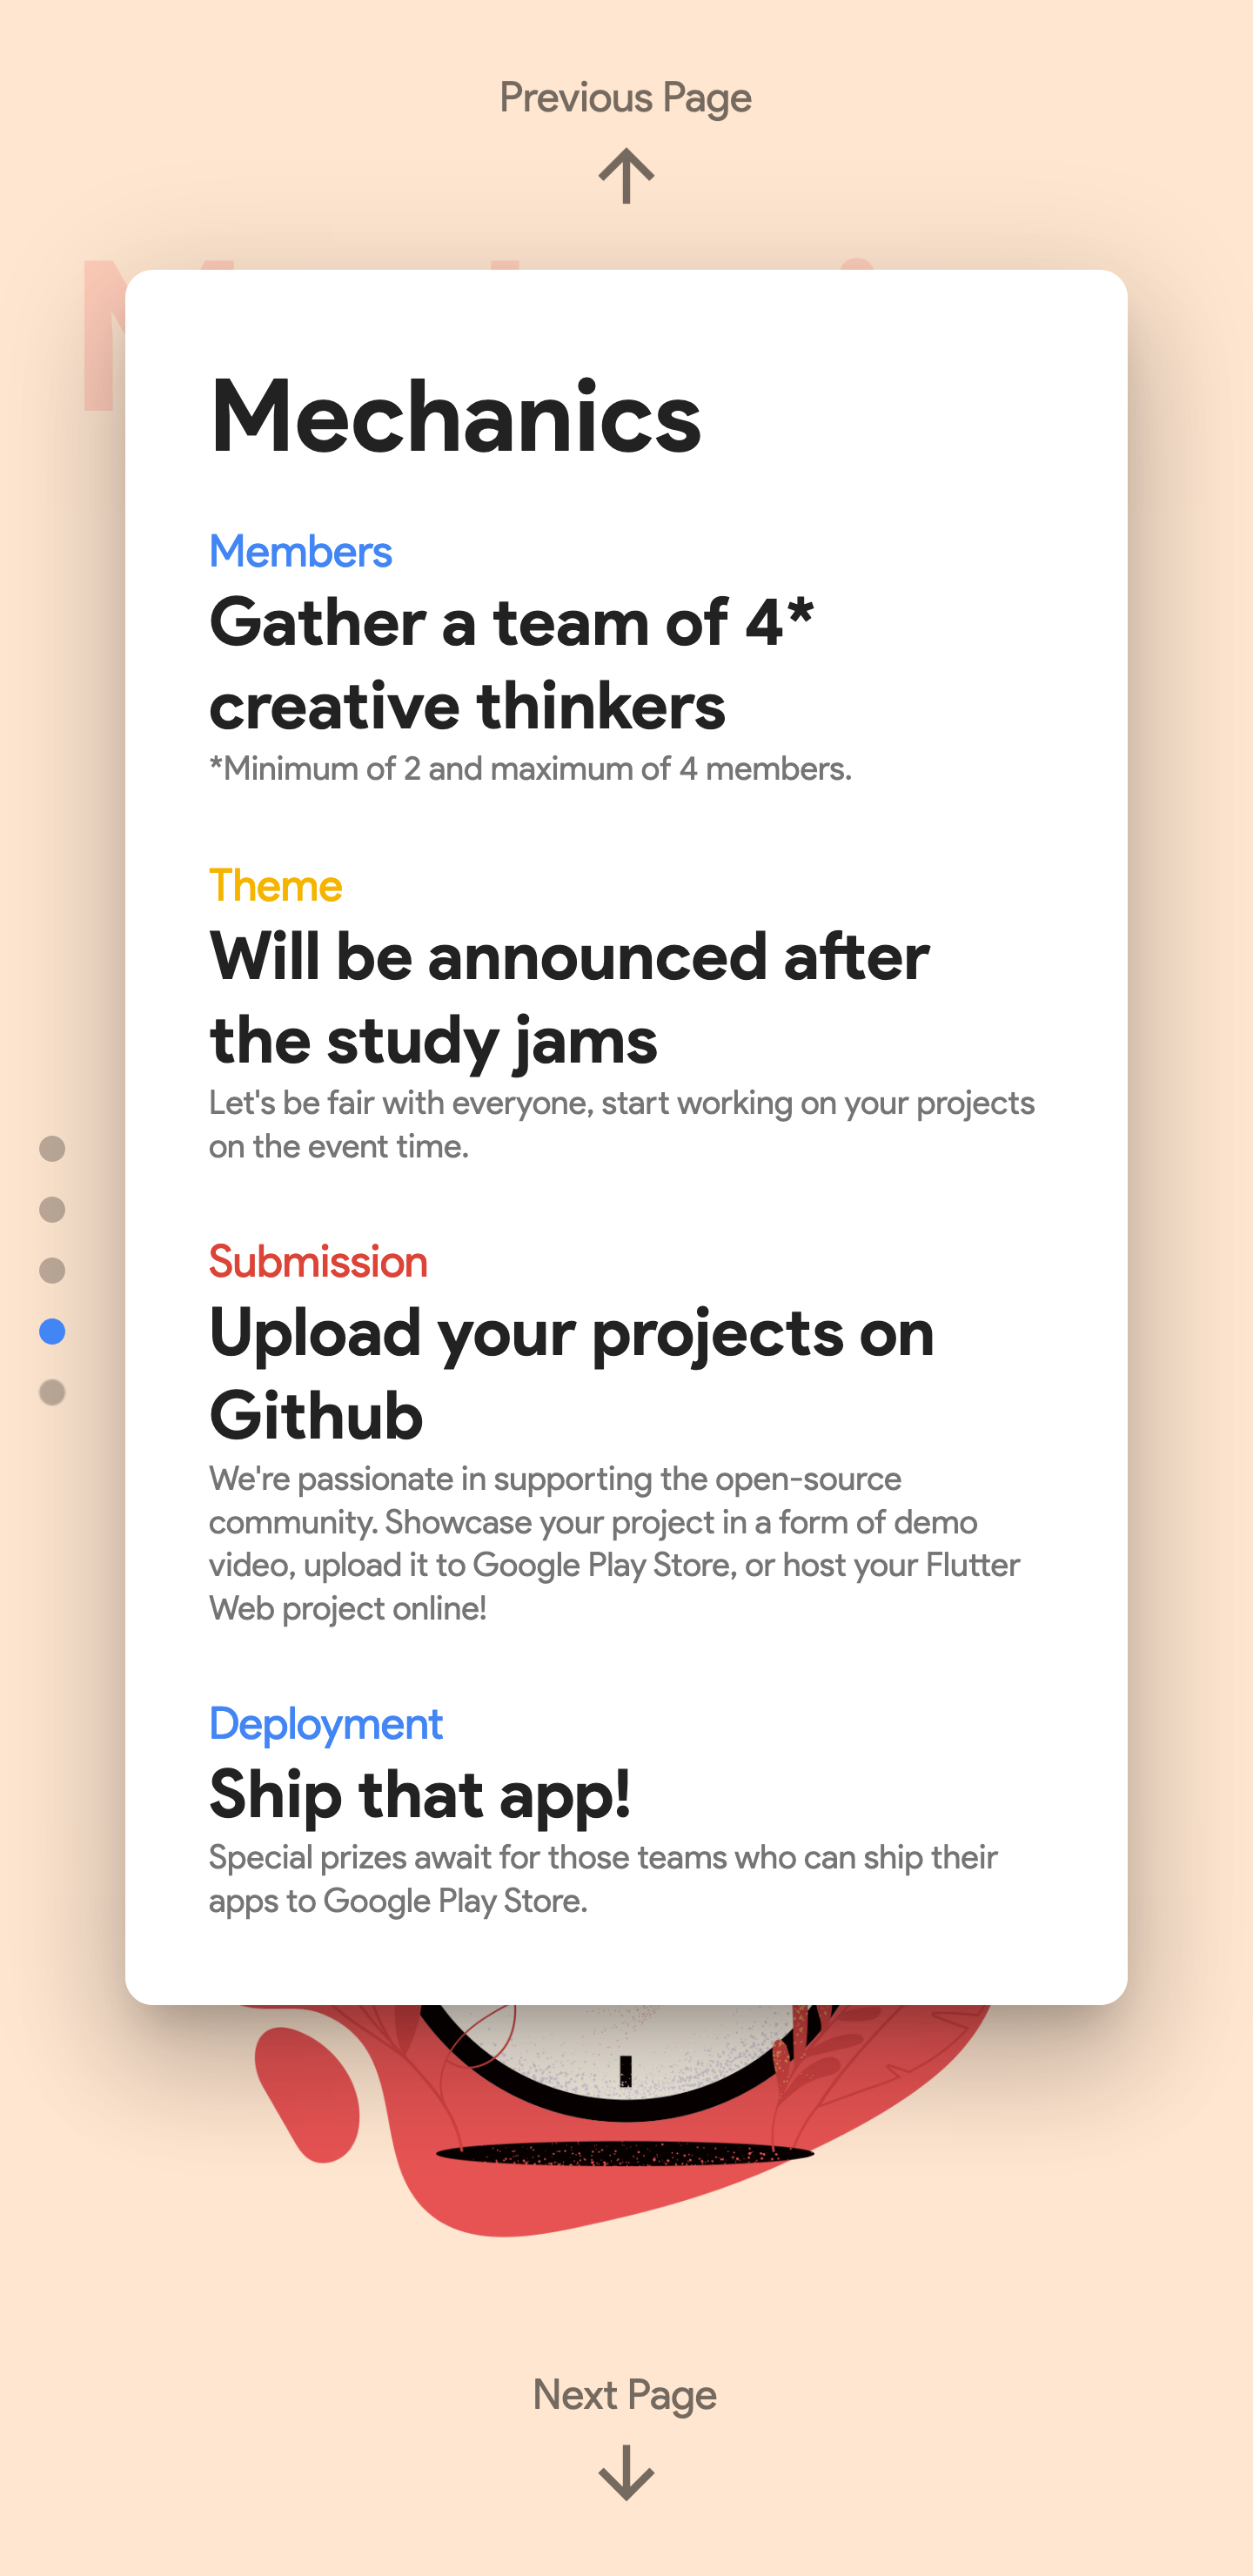 Previous Page
Mechanics
Members
Gather a team of 4*
creative thinkers
*Minimum of 2 and maximum of 4 members.
Theme
Will be announced after
the study jams
Let's be fair with everyone, start working on your projects
on the event time.
Submission
Upload your projects on
Github
We're passionate in supporting the open-source
community. Showcase your project in a form of demo
video, upload it to Google Play Store, or host your Flutter
Web project online!
Deployment
Ship that app!
Special prizes await for those teams who can ship their
apps to Google Play Store.
Next Page